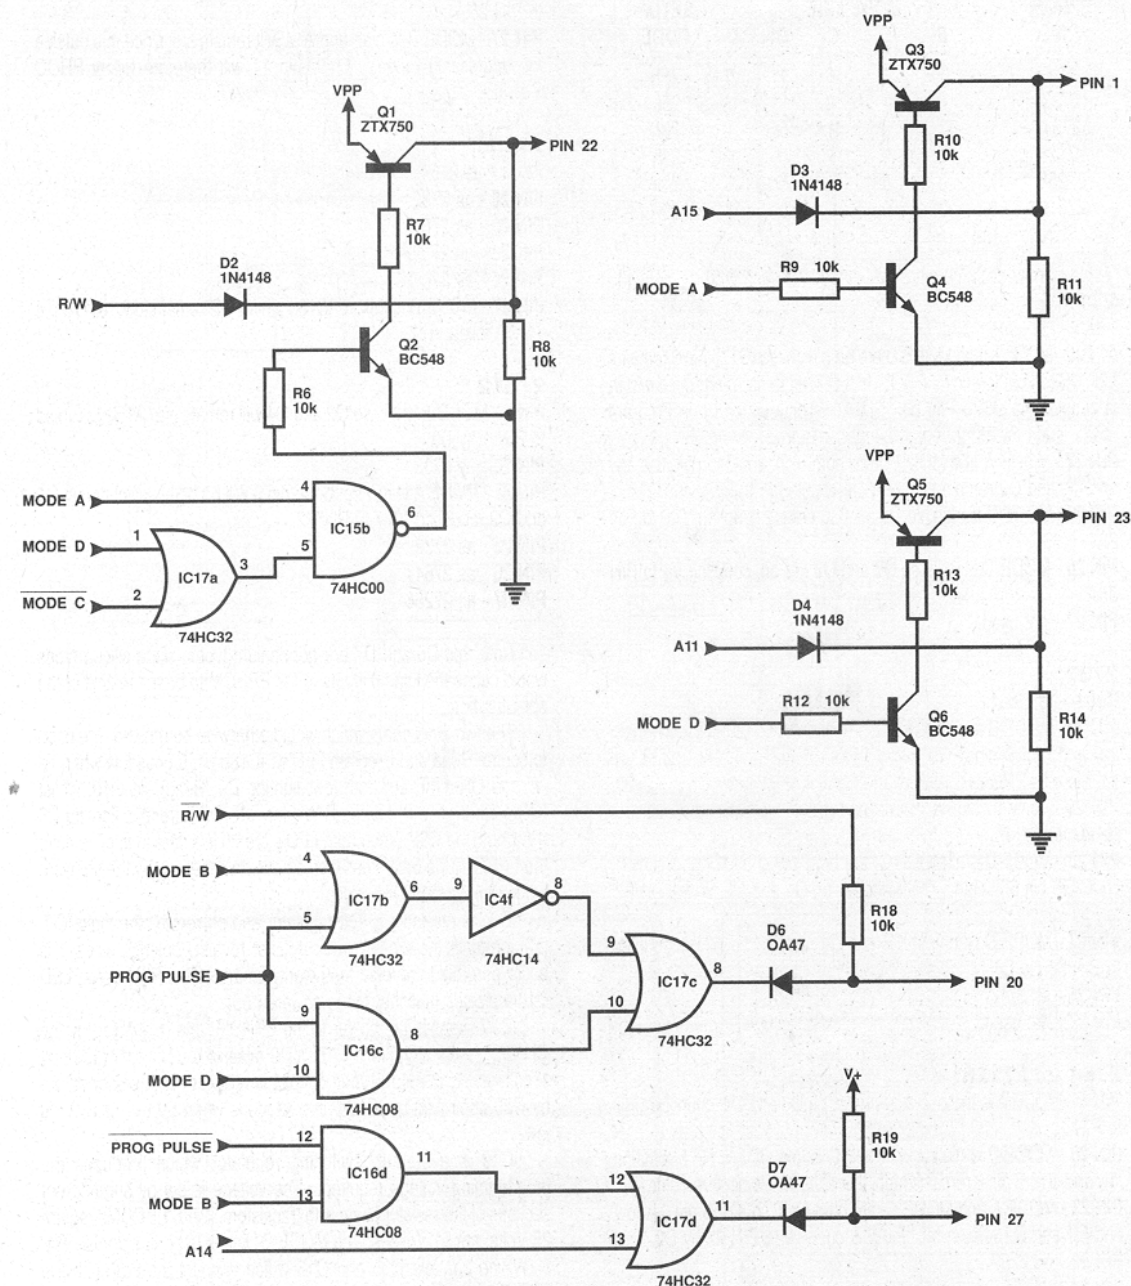 VPP
Q3
ZTX750
PIN 1
R10
10k
D3
1N4148
A15
R9 10k
MODE A
Q4
BC548
R11
10k
VPP
Q1
ZTX750
PIN 22
R7
10k
D2
1N4148
R/W
Q2
BC548
R8
10k
R6
10k
MODE A
4
6
IC15b
5
74HC00
MODE D
1
3
IC17a
MODE C
2
74HC32
VPP
Q5
ZTX750
PIN 23
R13
10k
D4
1N4148
A11
R12 10k
MODE D
Q6
BC548
R14
10k
R/W
MODE B
4
6
IC17b
5
74HC32
9
8
IC4f
74HC14
PROG PULSE
9
8
IC16c
MODE D
10
74HC08
9
8
IC17c
10
74HC32
D6
OA47
R18
10k
PIN 20
PROG PULSE
12
11
IC16d
MODE B
13
74HC08
A14
12
11
IC17d
13
74HC32
V+
R19
10k
D7
OA47
PIN 27